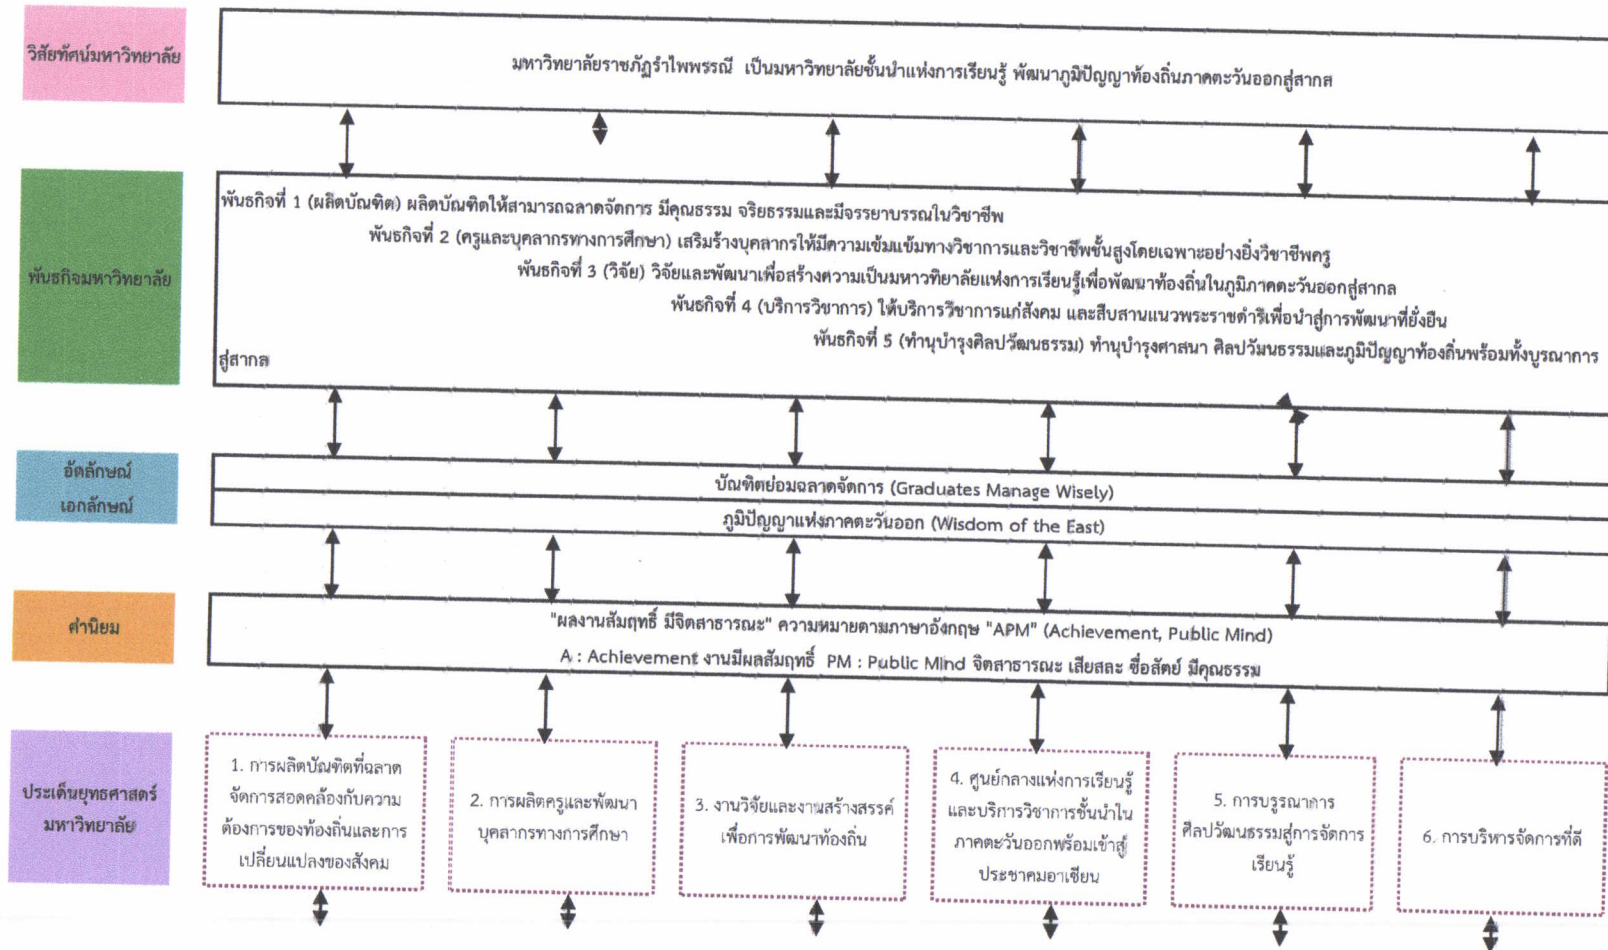 วิสัยทัศน์มหาวิทยาลัย
มหาวิทยาลัยราชภัฏรำไพพรรณี เป็นมหาวิทยาลัยชั้นนำแห่งการเรียนรู้ พัฒนาภูมิปัญญาท้องถิ่นภาคตะวันออกสู่สากล
พันธกิจมหาวิทยาลัย
พันธกิจที่ 1 (ผลิตบัณฑิต) ผลิตบัณฑิตให้สามารถฉลาดจัดการ มีคุณธรรม จริยธรรมและมีจรรยาบรรณในวิชาชีพ
พันธกิจที่ 2 (ครูและบุคลากรทางการศึกษา) เสริมร้างบุคลากรให้มีความเข้มแข้มทางวิชาการและวิชาชีพชั้นสูงโดยเฉพาะอย่างยิ่งวิชาชีพครู
พันธกิจที่ 3 (วิจัย) วิจัยและพัฒนาเพื่อสร้างความเป็นมหาวทิยาลัยแห่งการเรียนรู้เพื่อพัฒนาท้องถิ่นในภูมิภาคตะวันออกสู่สากล
พันธกิจที่ 4 (บริการวิขาการ) ให้บริการวิชาการแก่สังคม และสืบสานแนวพระราชดำริเพื่อนำสู่การพัฒนาที่ยั่งยืน
พันธกิจที่ 5 (ทำนุบำรุงศิลปวัฒนธรรม) ทำนุบำรุงศาสนา ศิลปวัมนธรรมและภูมิปัญญาท้องถิ่นพร้อมทั้งบูรณาการ
สู่สากล
อัตลักษณ์
เอกลักษณ์
บัณฑิตย่อมฉลาดจัดการ (Graduates Manage Wisely)
ภูมิปัญญาแห่งภาคตะวันออก (Wisdom of the East)
ค่านิยม
"ผลงานสัมฤทธิ์ มีจิตสาธารณะ" ความหมายตามภาษาอังกฤษ "APM" (Achievement, Public Mind)
A : Achievement งานมีผลสัมฤทธิ์ PM : Public Mind จิตสาธารณะ เสียสละ ซื่อสัตย์ มีคุณธรรม
ประเด็นยุทธศาสตร์
มหาวิทยาลัย
1. การผลิตบัณฑิตที่ฉลาด
จัดการสอดคล้องกับความ
ต้องการของท้องถิ่นและการ
เปลี่ยนแปลงของสังคม
2. การผลิตครูและพัฒนา
บุคลากรทางการศึกษา
3. งานวิจัยและงานสร้างสรรค์
เพื่อการพัฒนาท้องถิ่น
4. ศูนย์กลางแห่งการเรียนรู้
และบริการวิชาการชั้นนำใน
ภาคตะวันออกพร้อมเข้าสู่
ประชาคมอาเซียน
5. การบรูรณาการ
ศิลปวัฒนธรรมสู่การจัดการ
เรียนรู้
6. การบริหารจัดการที่ดี